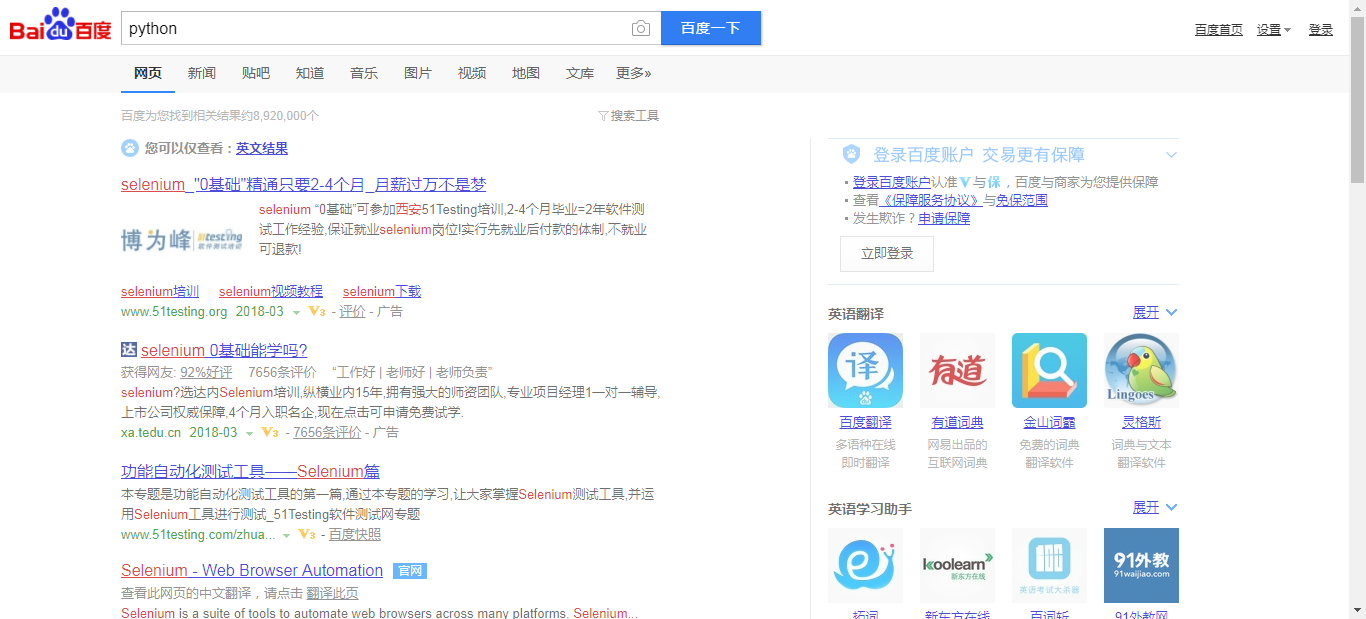 Bai du 百度
python
百度一下
百度首页 设置 登录
网页 新闻 贴吧 知道 音乐 图片 视频 地图 文库 更多»
百度为您找到相关结果约8,920,000个
搜索工具
您可以仅查看：英文结果
selenium_"0基础"精通只要2-4个月_月薪过万不是梦
博为峰 51testing 软件测试培训
selenium “0基础”可参加西安51Testing培训,2-4个月毕业=2年软件测
试工作经验,保证就业selenium岗位!实行先就业后付款的体制,不就业
可退款!
selenium培训 selenium视频教程 selenium下载
www.51testing.org 2018-03 V3 - 评价 - 广告
达 selenium 0基础能学吗?
获得网友: 92%好评 7656条评价 “工作好 | 老师好 | 老师负责”
selenium?选达内Selenium培训,纵横业内15年,拥有强大的师资团队,专业项目经理1一对一辅导,
上市公司权威保障,4个月入职名企,现在点击可申请免费试学.
xa.tedu.cn 2018-03 V3 - 7656条评价 - 广告
功能自动化测试工具——Selenium篇
本专题是功能自动化测试工具的第一篇,通过本专题的学习,让大家掌握Selenium测试工具,并运
用Selenium工具进行测试_51Testing软件测试网专题
www.51testing.com/zhua... V3 - 百度快照
Selenium - Web Browser Automation 官网
查看此网页的中文翻译，请点击 翻译此页
Selenium is a suite of tools to automate web browsers across many platforms. Selenium...
登录百度账户 交易更有保障
登录百度账户认准V与保，百度与商家为您提供保障
查看《保障服务协议》与免保范围
发生欺诈？申请保障
立即登录
英语翻译 展开
译 有道 Lingoes
百度翻译 有道词典 金山词霸 灵格斯
多语种在线 网易出品的 免费的词典 词典与文本
即时翻译 互联网词典 翻译软件 翻译软件
英语学习助手 展开
koolearn 新东方在线 英语考试大杀器 91外教 91waijiao.com
拓词 新东方在线 百词斩 91外教网